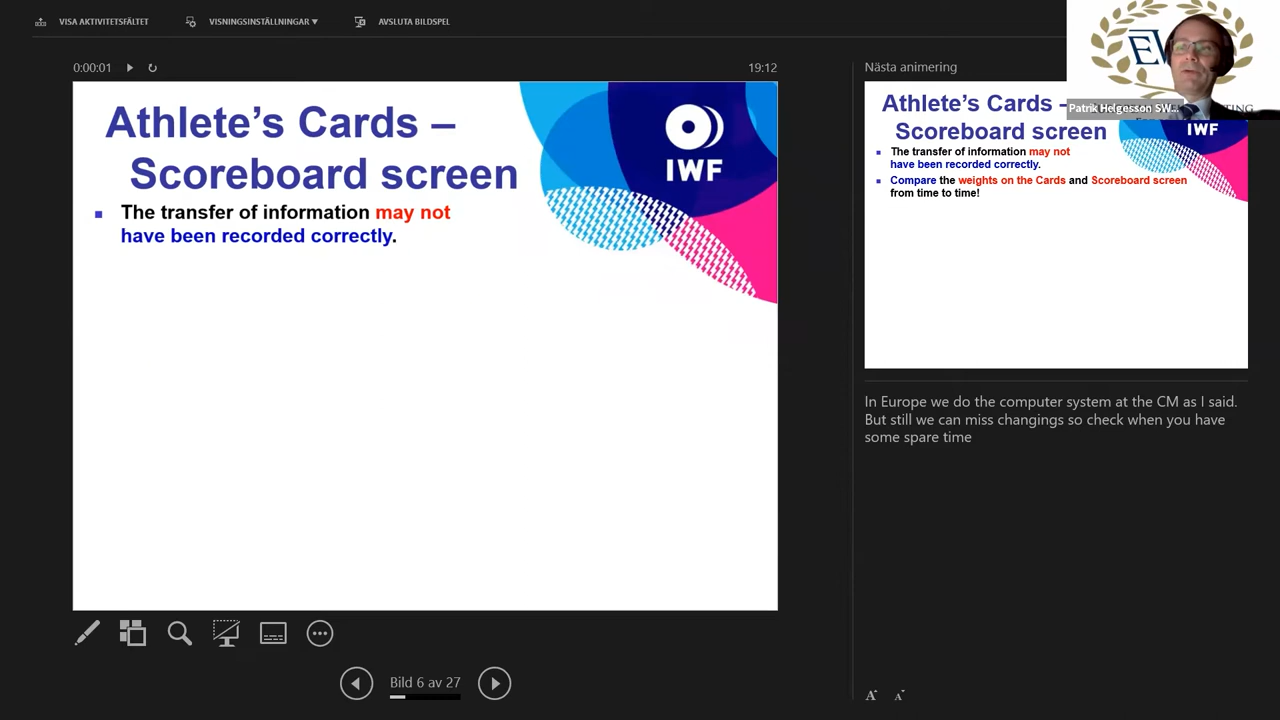 VISA AKTIVITETSFÄLTET
VISNINGSINSTÄLLNINGAR ▼
AVSLUTA BILDSPEL
0:00:01
19:12
Athlete's Cards –
Scoreboard screen
IWF
▪ The transfer of information may not
have been recorded correctly.
Bild 6 av 27
Nästa animering
Patrik Helgesson SW...
Athlete's Cards –
Scoreboard screen
IWF
▪ The transfer of information may not
have been recorded correctly.
▪ Compare the weights on the Cards and Scoreboard screen
from time to time!
In Europe we do the computer system at the CM as I said.
But still we can miss changings so check when you have
some spare time
A A